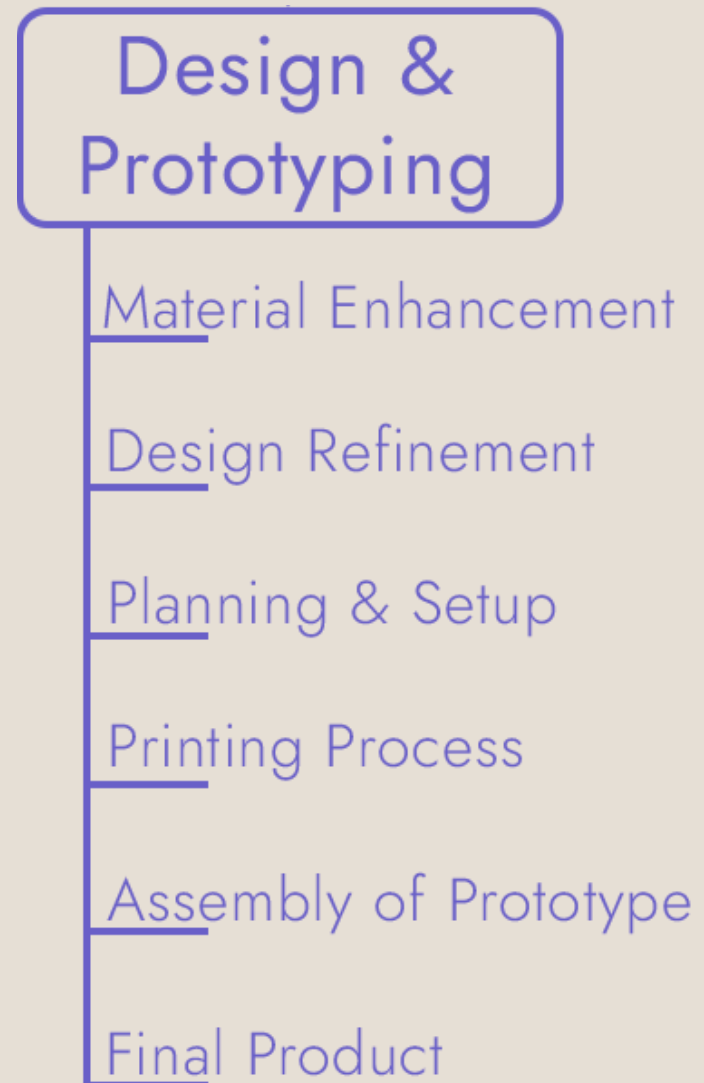 Design &
Prototyping
Material Enhancement
Design Refinement
Planning & Setup
Printing Process
Assembly of Prototype
Final Product